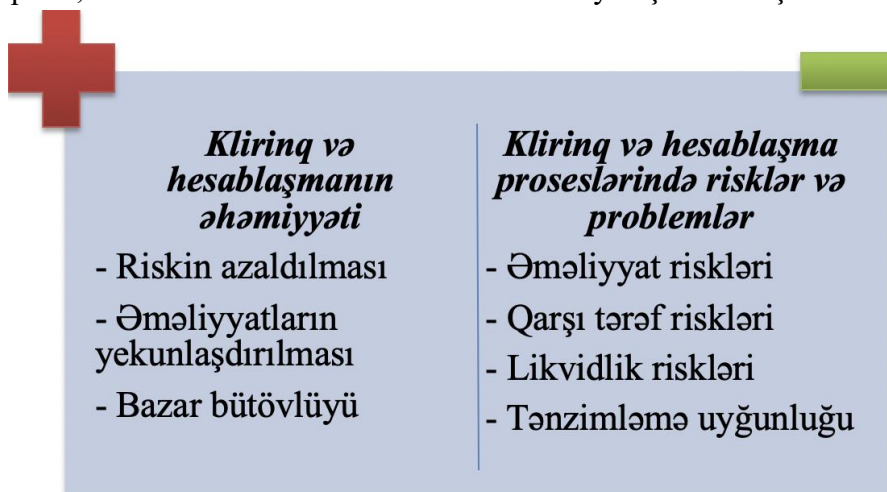 Klirinq və
hesablaşmanın
əhəmiyyəti
- Riskin azaldılması
- Əməliyyatların
yekunlaşdırılması
- Bazar bütövlüyü
Klirinq və hesablaşma
proseslərində risklər və
problemlər
- Əməliyyat riskləri
- Qarşı tərəf riskləri
- Likvidlik riskləri
- Tənzimləmə uyğunluğu